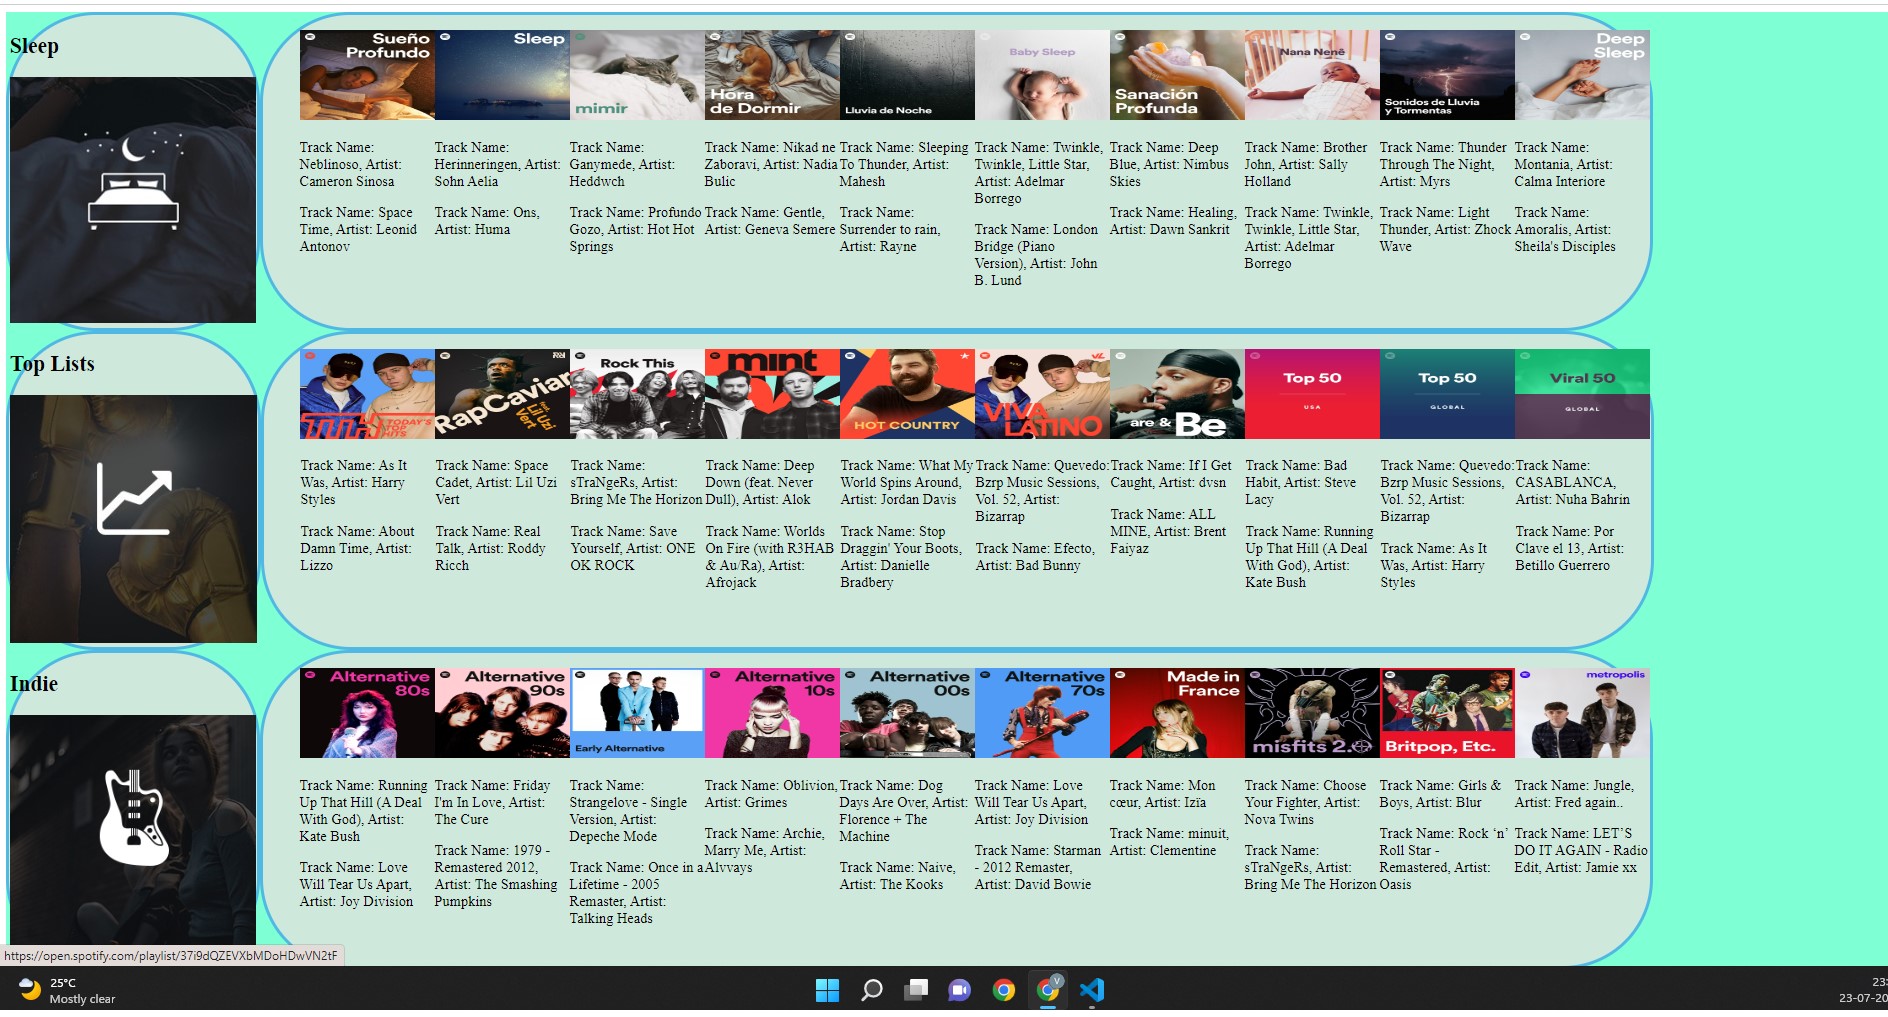 Sleep
Sueño
Profundo
Sleep
mimir
Hora
de Dormir
Lluvia de Noche
Baby Sleep
Sanación
Profunda
Nana Nenē
Sonidos de Lluvia
y Tormentas
Deep
Sleep
Track Name:
Neblinoso, Artist:
Cameron Sinosa
Track Name: Space
Time, Artist: Leonid
Antonov
Track Name:
Herinneringen, Artist:
Sohn Aelia
Track Name: Ons,
Artist: Huma
Track Name:
Ganymede, Artist:
Heddwch
Track Name: Profundo
Gozo, Artist: Hot Hot
Springs
Track Name: Nikad ne
Zaboravi, Artist: Nadia
Bulic
Track Name: Gentle,
Artist: Geneva Semere
Track Name: Sleeping
To Thunder, Artist:
Mahesh
Track Name:
Surrender to rain,
Artist: Rayne
Track Name: Twinkle,
Twinkle, Little Star,
Artist: Adelmar
Borrego
Track Name: London
Bridge (Piano
Version), Artist: John
B. Lund
Track Name: Deep
Blue, Artist: Nimbus
Skies
Track Name: Healing,
Artist: Dawn Sankrit
Track Name: Brother
John, Artist: Sally
Holland
Track Name: Twinkle,
Twinkle, Little Star,
Artist: Adelmar
Borrego
Track Name: Thunder
Through The Night,
Artist: Myrs
Track Name: Light
Thunder, Artist: Zhock
Wave
Track Name:
Montania, Artist:
Calma Interiore
Track Name:
Amoralis, Artist:
Sheila's Disciples
Top Lists
TODAY'S
TOP
HITS
RapCaviar
feat.
Lil Uzi
Vert
Rock This
mint
HOT COUNTRY
VIVA
LATINO
are & Be
Top 50
USA
Top 50
GLOBAL
Viral 50
GLOBAL
Track Name: As It
Was, Artist: Harry
Styles
Track Name: About
Damn Time, Artist:
Lizzo
Track Name: Space
Cadet, Artist: Lil Uzi
Vert
Track Name: Real
Talk, Artist: Roddy
Ricch
Track Name:
sTraNgeRs, Artist:
Bring Me The Horizon
Track Name: Save
Yourself, Artist: ONE
OK ROCK
Track Name: Deep
Down (feat. Never
Dull), Artist: Alok
Track Name: Worlds
On Fire (with R3HAB
& Au/Ra), Artist:
Afrojack
Track Name: What My
World Spins Around,
Artist: Jordan Davis
Track Name: Stop
Draggin' Your Boots,
Artist: Danielle
Bradbery
Track Name: Quevedo:
Bzrp Music Sessions,
Vol. 52, Artist:
Bizarrap
Track Name: Efecto,
Artist: Bad Bunny
Track Name: If I Get
Caught, Artist: dvsn
Track Name: ALL
MINE, Artist: Brent
Faiyaz
Track Name: Bad
Habit, Artist: Steve
Lacy
Track Name: Running
Up That Hill (A Deal
With God), Artist:
Kate Bush
Track Name: Quevedo:
Bzrp Music Sessions,
Vol. 52, Artist:
Bizarrap
Track Name: As It
Was, Artist: Harry
Styles
Track Name:
CASABLANCA,
Artist: Nuha Bahrin
Track Name: Por
Clave el 13, Artist:
Betillo Guerrero
Indie
Alternative
80s
Alternative
90s
Early Alternative
Alternative
10s
Alternative
00s
Alternative
70s
Made in
France
misfits 2.0
Britpop, Etc.
metropolis
Track Name: Running
Up That Hill (A Deal
With God), Artist:
Kate Bush
Track Name: Love
Will Tear Us Apart,
Artist: Joy Division
Track Name: Friday
I'm In Love, Artist:
The Cure
Track Name: 1979 -
Remastered 2012,
Artist: The Smashing
Pumpkins
Track Name:
Strangelove - Single
Version, Artist:
Depeche Mode
Track Name: Once in a
Lifetime - 2005
Remaster, Artist:
Talking Heads
Track Name: Oblivion,
Artist: Grimes
Track Name: Archie,
Marry Me, Artist:
Alvvays
Track Name: Dog
Days Are Over, Artist:
Florence + The
Machine
Track Name: Naive,
Artist: The Kooks
Track Name: Love
Will Tear Us Apart,
Artist: Joy Division
Track Name: Starman
- 2012 Remaster,
Artist: David Bowie
Track Name: Mon
cœur, Artist: Izïa
Track Name: minuit,
Artist: Clementine
Track Name: Choose
Your Fighter, Artist:
Nova Twins
Track Name:
sTraNgeRs, Artist:
Bring Me The Horizon
Track Name: Girls &
Boys, Artist: Blur
Track Name: Rock ‘n’
Roll Star -
Remastered, Artist:
Oasis
Track Name: Jungle,
Artist: Fred again..
Track Name: LET’S
DO IT AGAIN - Radio
Edit, Artist: Jamie xx
https://open.spotify.com/playlist/37i9dQZEVXbMDoHDwVN2tF
25°C
Mostly clear
V
23:
23-07-20